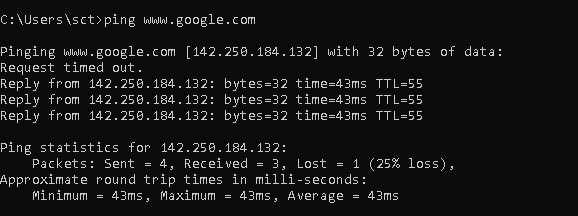 C:\Users\sct>ping www.google.com
Pinging www.google.com [142.250.184.132] with 32 bytes of data:
Request timed out.
Reply from 142.250.184.132: bytes=32 time=43ms TTL=55
Reply from 142.250.184.132: bytes=32 time=43ms TTL=55
Reply from 142.250.184.132: bytes=32 time=43ms TTL=55
Ping statistics for 142.250.184.132:
Packets: Sent = 4, Received = 3, Lost = 1 (25% loss),
Approximate round trip times in milli-seconds:
Minimum = 43ms, Maximum = 43ms, Average = 43ms